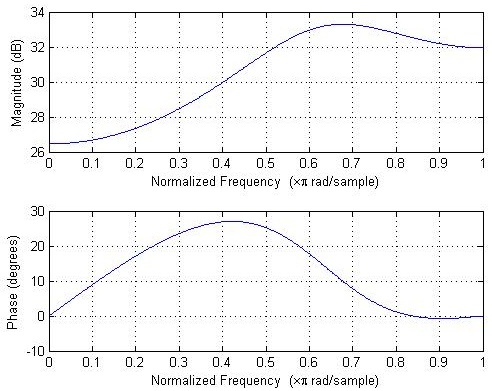 34
32
30
28
26
Magnitude (dB)
0 0.1 0.2 0.3 0.4 0.5 0.6 0.7 0.8 0.9 1
Normalized Frequency (×π rad/sample)
30
20
10
0
-10
Phase (degrees)
0 0.1 0.2 0.3 0.4 0.5 0.6 0.7 0.8 0.9 1
Normalized Frequency (×π rad/sample)